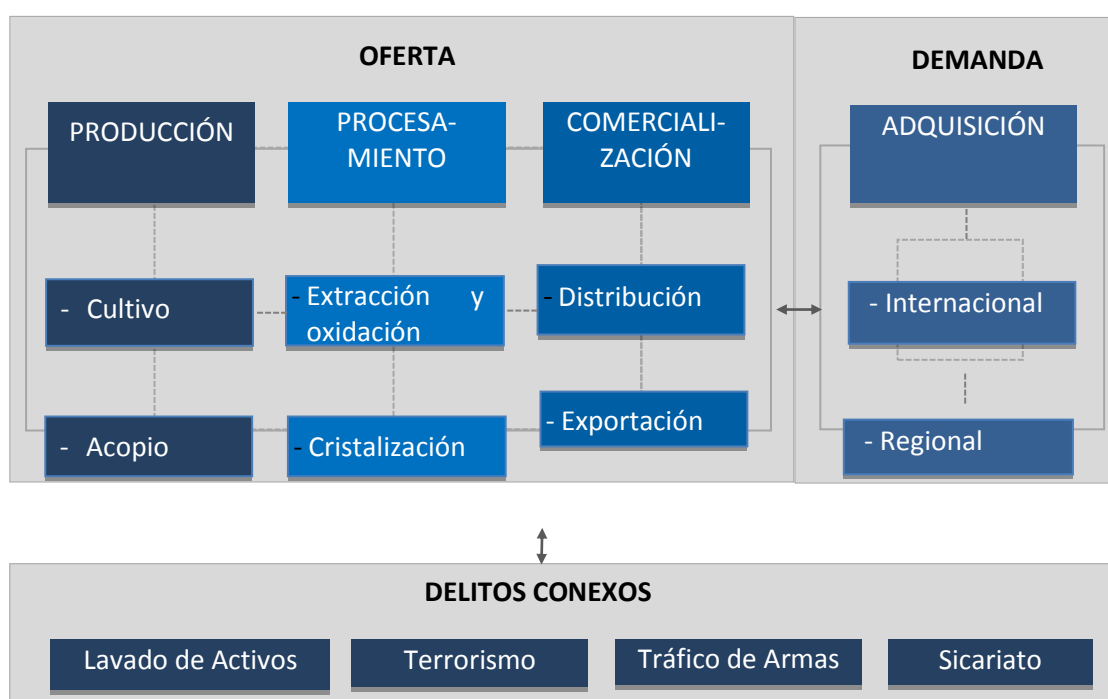 OFERTA
DEMANDA
PRODUCCIÓN
PROCESA-
MIENTO
COMERCIALI-
ZACIÓN
ADQUISICIÓN
- Cultivo
- Extracción y
oxidación
- Distribución
- Internacional
- Acopio
- Cristalización
- Exportación
- Regional
DELITOS CONEXOS
Lavado de Activos
Terrorismo
Tráfico de Armas
Sicariato